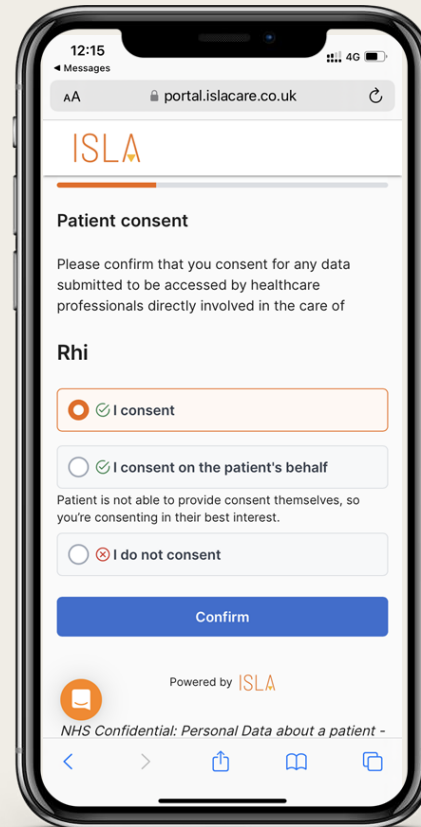 12:15
◀ Messages
4G
AA
portal.islacare.co.uk
ISLA
Patient consent
Please confirm that you consent for any data
submitted to be accessed by healthcare
professionals directly involved in the care of
Rhi
I consent
I consent on the patient's behalf
Patient is not able to provide consent themselves, so
you're consenting in their best interest.
I do not consent
Confirm
Powered by ISLA
NHS Confidential: Personal Data about a patient -